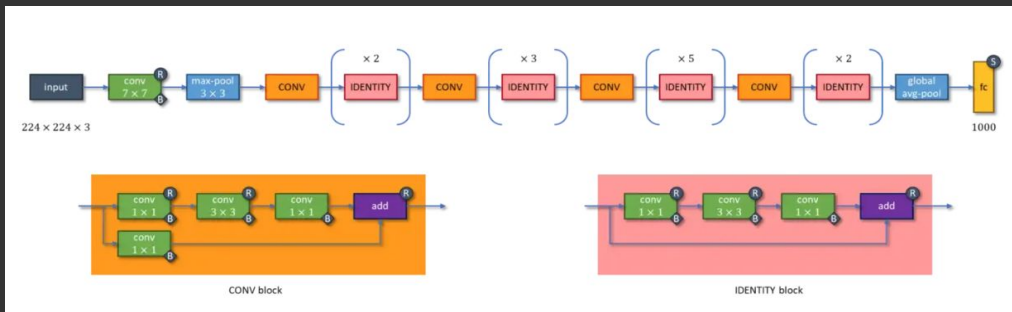 × 2
× 3
× 5
× 2
input
conv
7 × 7
R
B
max-pool
3 × 3
CONV
IDENTITY
CONV
IDENTITY
CONV
IDENTITY
CONV
IDENTITY
global
avg-pool
S
fc
224 × 224 × 3
1000
conv
1 × 1
R
B
conv
3 × 3
R
B
conv
1 × 1
B
add
R
conv
1 × 1
B
CONV block
conv
1 × 1
R
B
conv
3 × 3
R
B
conv
1 × 1
B
add
R
IDENTITY block